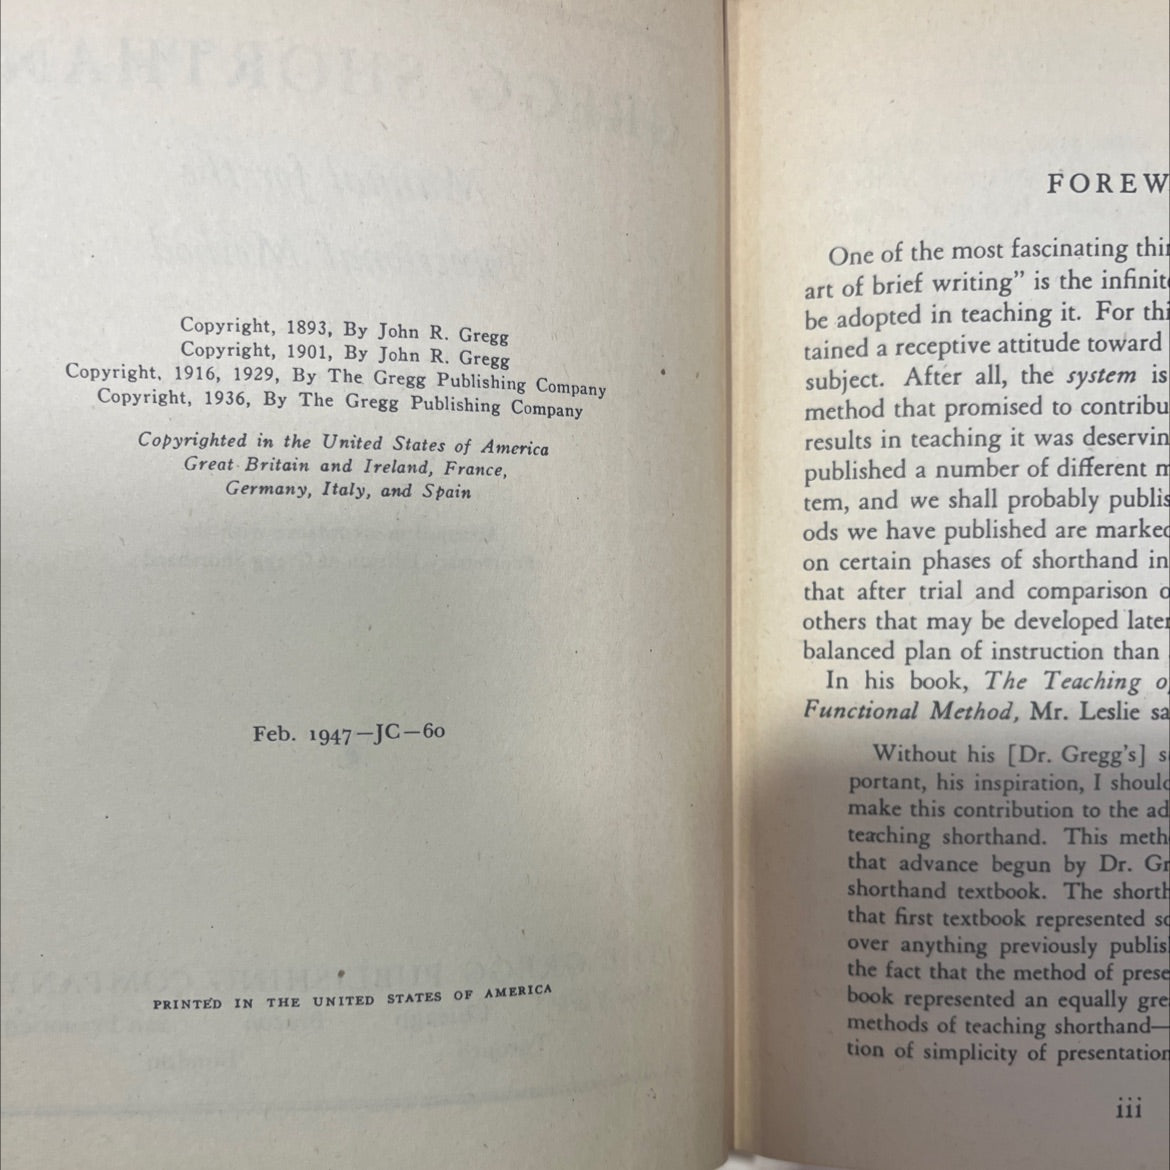 Copyright, 1893, By John R. Gregg
Copyright, 1901, By John R. Gregg
Copyright, 1916, 1929, By The Gregg Publishing Company
Copyright, 1936, By The Gregg Publishing Company
Copyrighted in the United States of America
Great Britain and Ireland, France,
Germany, Italy, and Spain
Feb. 1947—JC—60
PRINTED IN THE UNITED STATES OF AMERICA
FOREW
One of the most fascinating thin
art of brief writing” is the infinite
be adopted in teaching it. For thi
tained a receptive attitude toward
subject. After all, the system is
method that promised to contribu
results in teaching it was deservin
published a number of different m
tem, and we shall probably publis
ods we have published are marked
on certain phases of shorthand in
that after trial and comparison o
others that may be developed later
balanced plan of instruction than
In his book, The Teaching o
Functional Method, Mr. Leslie sa
Without his [Dr. Gregg’s] s
portant, his inspiration, I should
make this contribution to the ad
teaching shorthand. This meth
that advance begun by Dr. Gr
shorthand textbook. The shorth
that first textbook represented so
over anything previously publis
the fact that the method of prese
book represented an equally gre
methods of teaching shorthand—
tion of simplicity of presentation
iii